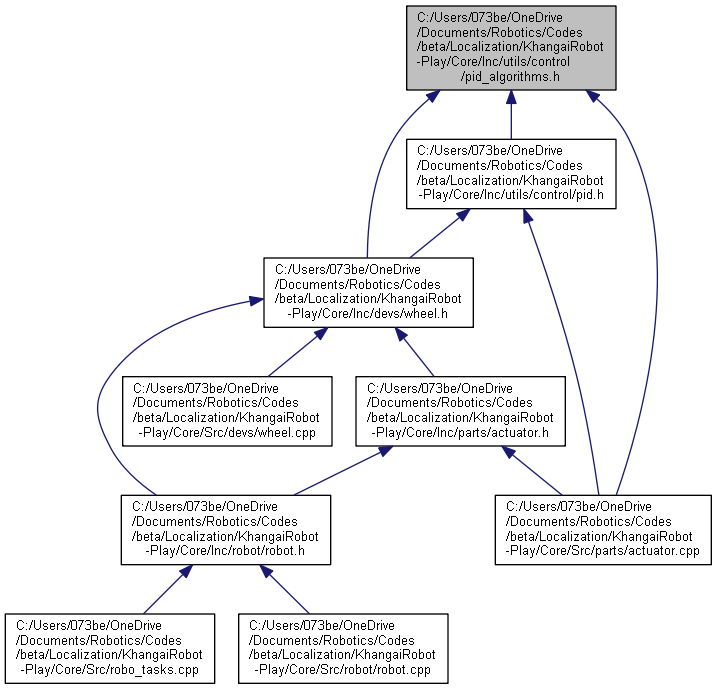 C:/Users/073be/OneDrive
/Documents/Robotics/Codes
/beta/Localization/KhangaiRobot
-Play/Core/Inc/utils/control
/pid_algorithms.h
C:/Users/073be/OneDrive
/Documents/Robotics/Codes
/beta/Localization/KhangaiRobot
-Play/Core/Inc/utils/control/pid.h
C:/Users/073be/OneDrive
/Documents/Robotics/Codes
/beta/Localization/KhangaiRobot
-Play/Core/Inc/devs/wheel.h
C:/Users/073be/OneDrive
/Documents/Robotics/Codes
/beta/Localization/KhangaiRobot
-Play/Core/Src/devs/wheel.cpp
C:/Users/073be/OneDrive
/Documents/Robotics/Codes
/beta/Localization/KhangaiRobot
-Play/Core/Inc/parts/actuator.h
C:/Users/073be/OneDrive
/Documents/Robotics/Codes
/beta/Localization/KhangaiRobot
-Play/Core/Inc/robot/robot.h
C:/Users/073be/OneDrive
/Documents/Robotics/Codes
/beta/Localization/KhangaiRobot
-Play/Core/Src/parts/actuator.cpp
C:/Users/073be/OneDrive
/Documents/Robotics/Codes
/beta/Localization/KhangaiRobot
-Play/Core/Src/robo_tasks.cpp
C:/Users/073be/OneDrive
/Documents/Robotics/Codes
/beta/Localization/KhangaiRobot
-Play/Core/Src/robot/robot.cpp